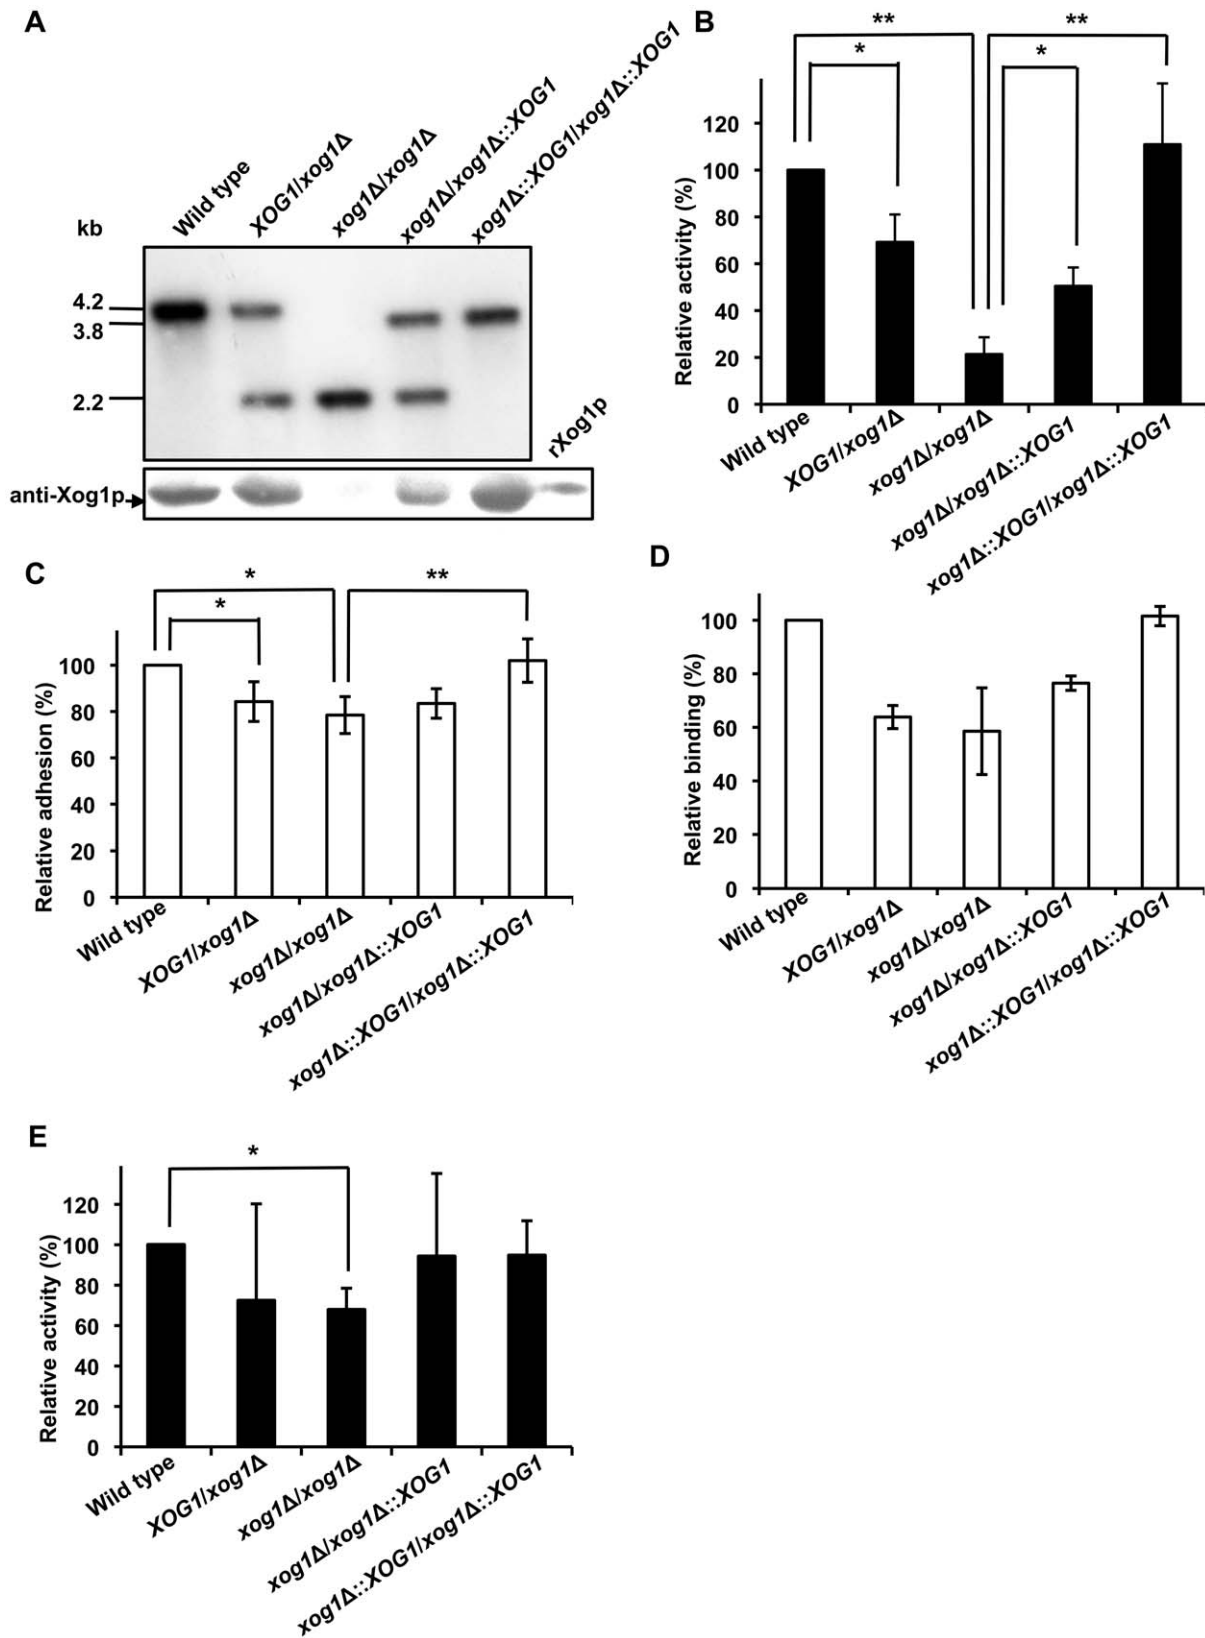 A
Wild type
XOG1/xog1Δ
xog1Δ/xog1Δ
xog1Δ/xog1Δ::XOG1
xog1Δ::XOG1/xog1Δ::XOG1
kb
4.2
3.8
2.2
rXog1p
anti-Xog1p
B
**
**
*
*
Relative activity (%)
120
100
80
60
40
20
0
Wild type
XOG1/xog1Δ
xog1Δ/xog1Δ
xog1Δ/xog1Δ::XOG1
xog1Δ::XOG1/xog1Δ::XOG1
C
*
**
*
Relative adhesion (%)
100
80
60
40
20
0
Wild type
XOG1/xog1Δ
xog1Δ/xog1Δ
xog1Δ/xog1Δ::XOG1
xog1Δ::XOG1/xog1Δ::XOG1
D
Relative binding (%)
100
80
60
40
20
0
Wild type
XOG1/xog1Δ
xog1Δ/xog1Δ
xog1Δ/xog1Δ::XOG1
xog1Δ::XOG1/xog1Δ::XOG1
E
*
Relative activity (%)
120
100
80
60
40
20
0
Wild type
XOG1/xog1Δ
xog1Δ/xog1Δ
xog1Δ/xog1Δ::XOG1
xog1Δ::XOG1/xog1Δ::XOG1